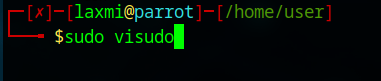 ┌─[✗]─[laxmi@parrot]─[/home/user]
└──╼ $sudo visudo